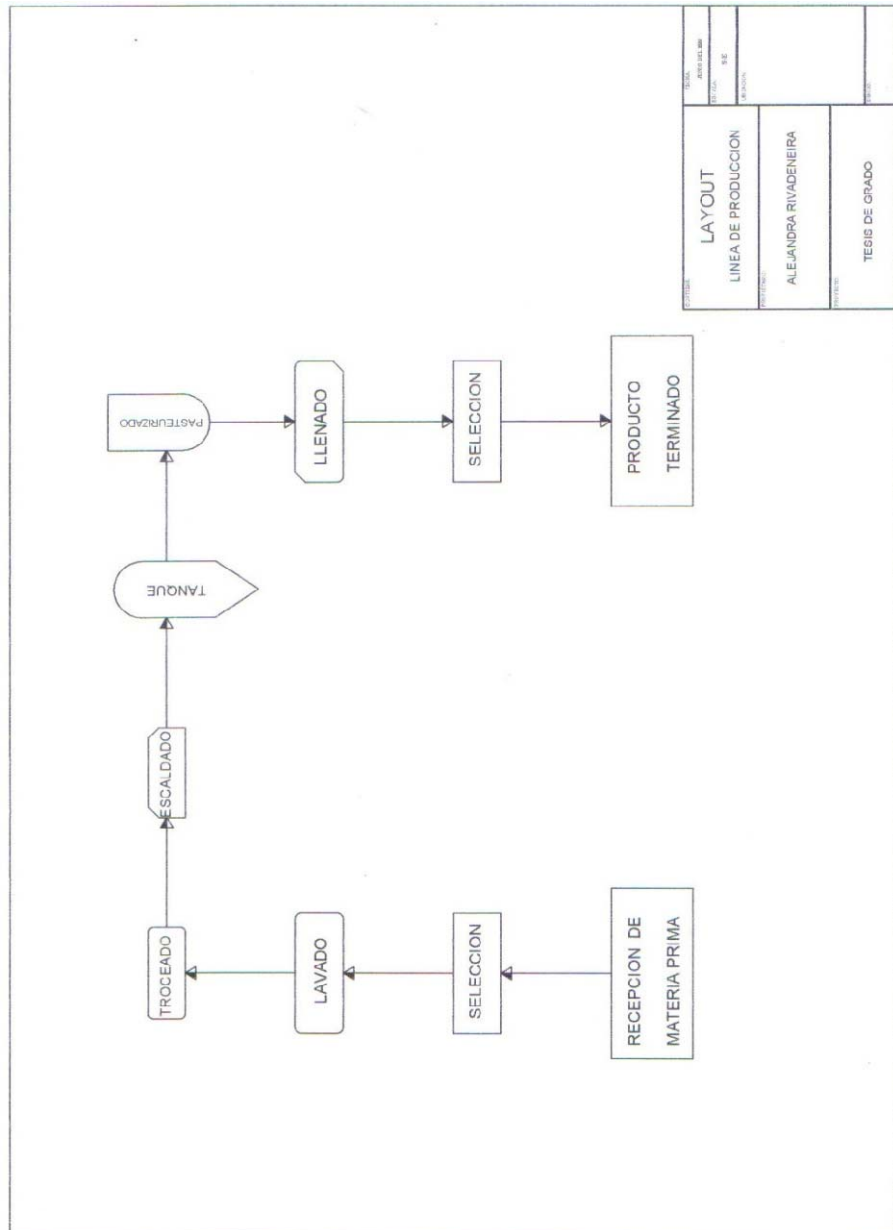 RECEPCION DE
MATERIA PRIMA
SELECCION
LAVADO
TROCEADO
ESCALDADO
TANQUE
PASTEURIZADO
LLENADO
SELECCION
PRODUCTO
TERMINADO
LAYOUT
LINEA DE PRODUCCION
ALEJANDRA RIVADENEIRA
TESIS DE GRADO